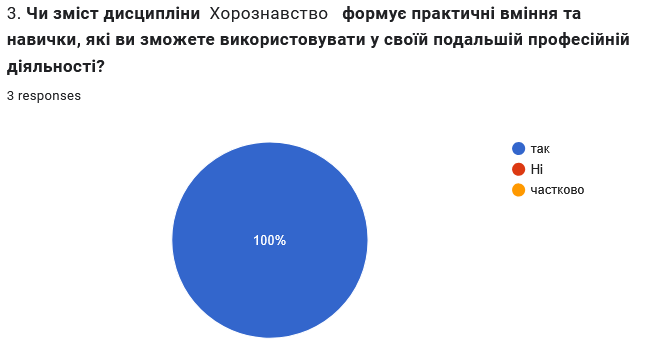 3. Чи зміст дисципліни Хорознавство формує практичні вміння та
навички, які ви зможете використовувати у своїй подальшій професійній
діяльності?
3 responses
так
Ні
частково
100%